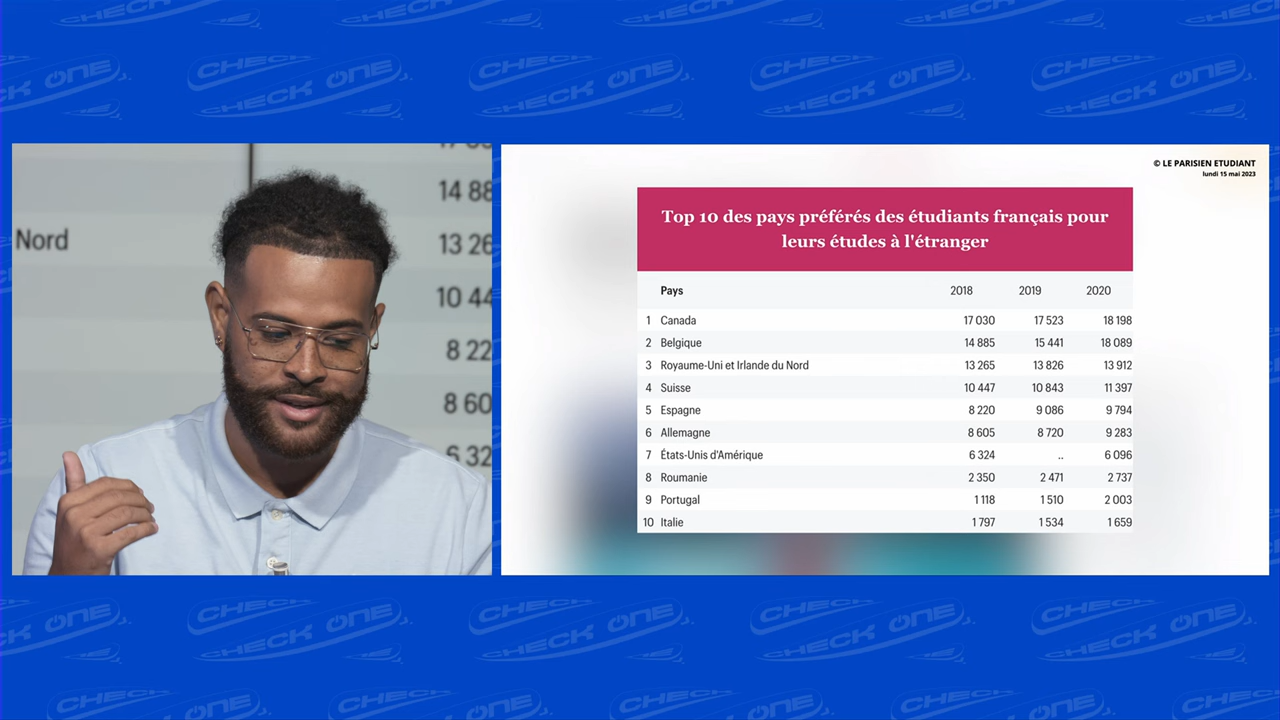 CHECK ONE
Nord
14 88
13 26
10 44
8 22
8 60
6 32
© LE PARISIEN ETUDIANT
lundi 15 mai 2023
Top 10 des pays préférés des étudiants français pour
leurs études à l'étranger
Pays 2018 2019 2020
1 Canada 17 030 17 523 18 198
2 Belgique 14 885 15 441 18 089
3 Royaume-Uni et Irlande du Nord 13 265 13 826 13 912
4 Suisse 10 447 10 843 11 397
5 Espagne 8 220 9 086 9 794
6 Allemagne 8 605 8 720 9 283
7 États-Unis d'Amérique 6 324 .. 6 096
8 Roumanie 2 350 2 471 2 737
9 Portugal 1 118 1 510 2 003
10 Italie 1 797 1 534 1 659